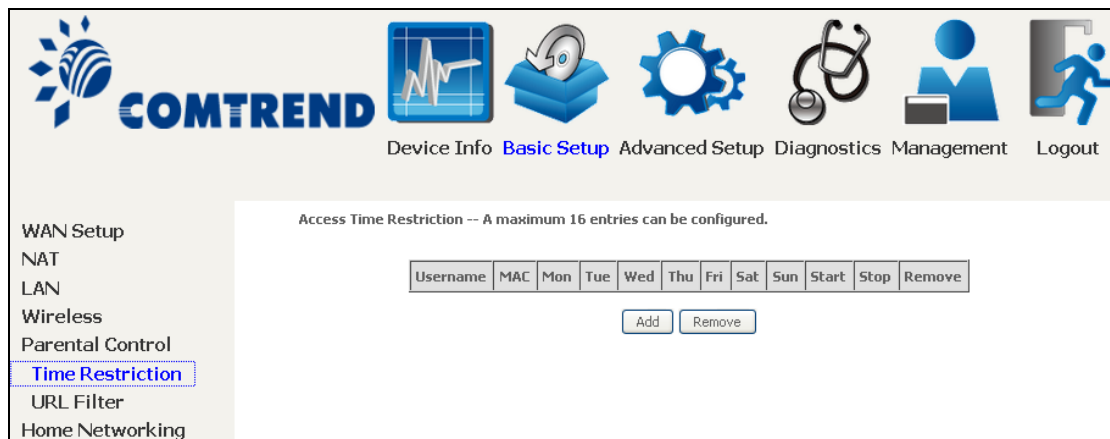 COMTREND
Device Info Basic Setup Advanced Setup Diagnostics Management Logout
WAN Setup
NAT
LAN
Wireless
Parental Control
Time Restriction
URL Filter
Home Networking
Access Time Restriction -- A maximum 16 entries can be configured.
Username MAC Mon Tue Wed Thu Fri Sat Sun Start Stop Remove
Add Remove